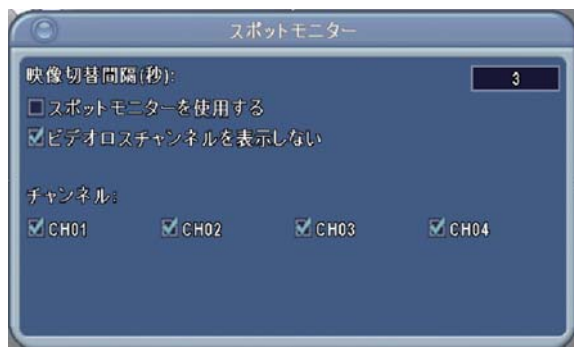 スポットモニター
映像切替間隔(秒): 3
スポットモニターを使用する
ビデオロスチャンネルを表示しない
チャンネル:
CH01 CH02 CH03 CH04